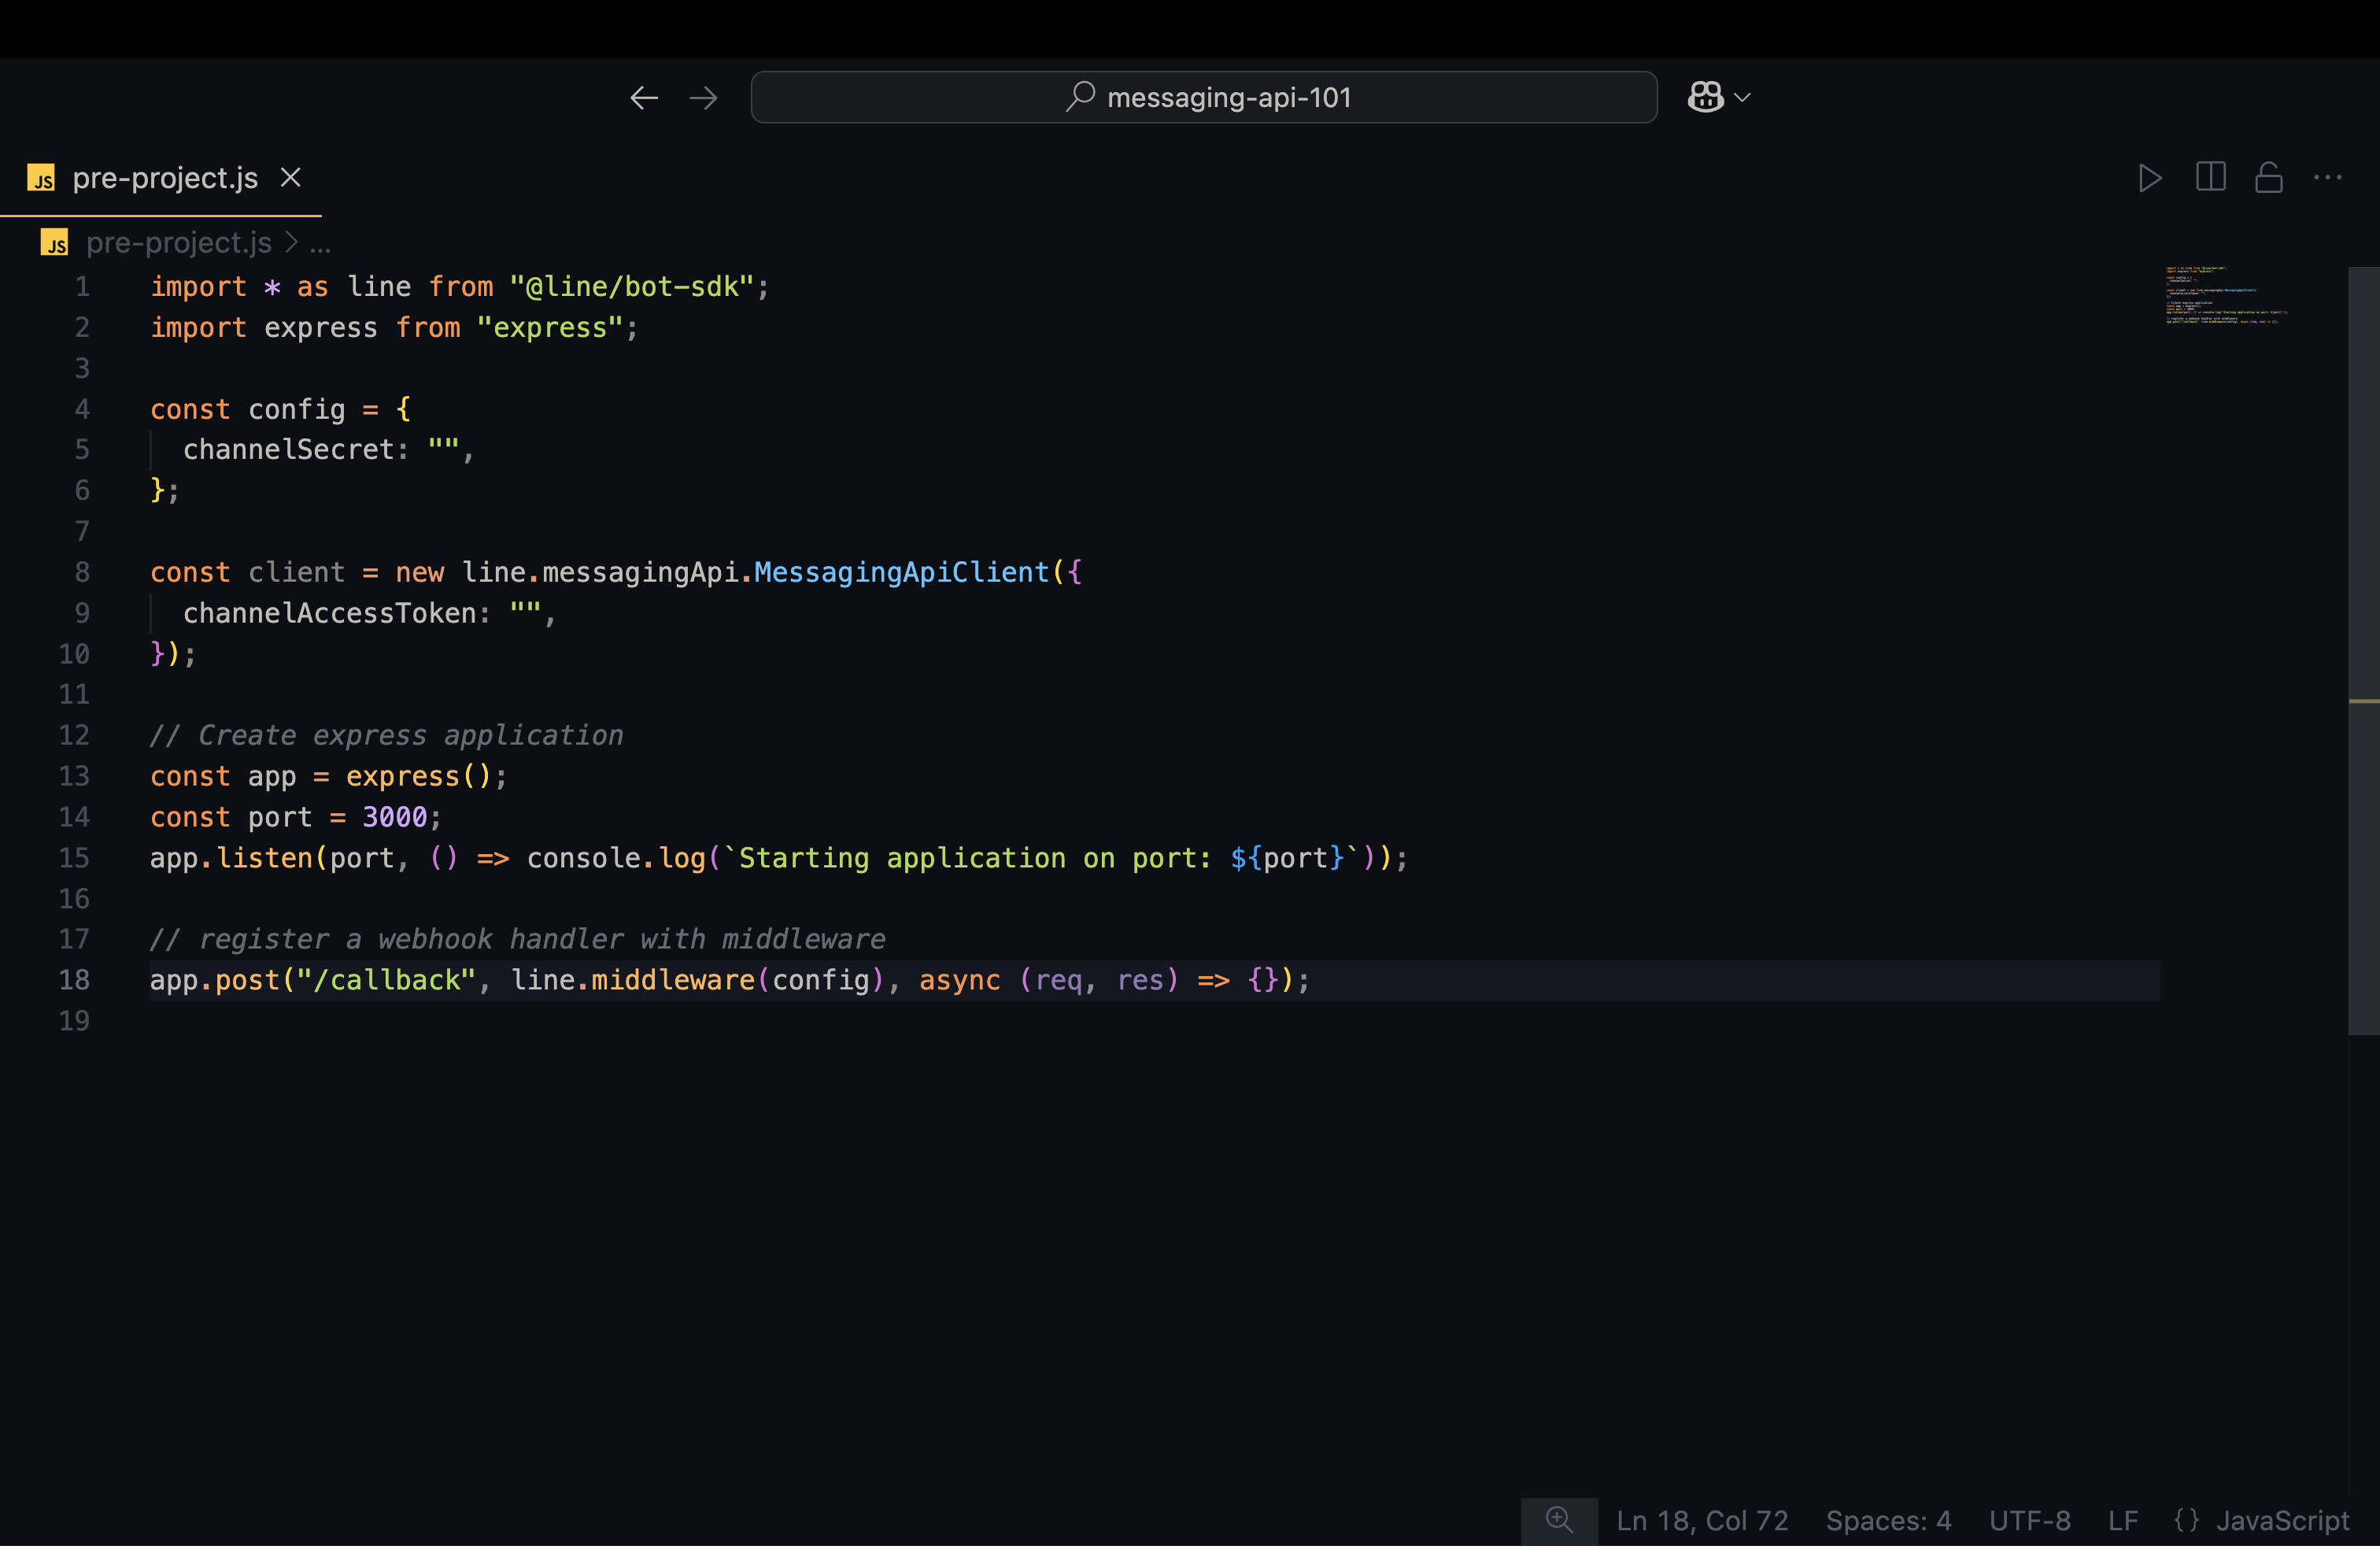 messaging-api-101
JS pre-project.js
JS pre-project.js > ...
1 import * as line from "@line/bot-sdk";
2 import express from "express";
3
4 const config = {
5   channelSecret: "",
6 };
7
8 const client = new line.messagingApi.MessagingApiClient({
9   channelAccessToken: "",
10 });
11
12 // Create express application
13 const app = express();
14 const port = 3000;
15 app.listen(port, () => console.log(`Starting application on port: ${port}`));
16
17 // register a webhook handler with middleware
18 app.post("/callback", line.middleware(config), async (req, res) => {});
19
Ln 18, Col 72 Spaces: 4 UTF-8 LF {} JavaScript